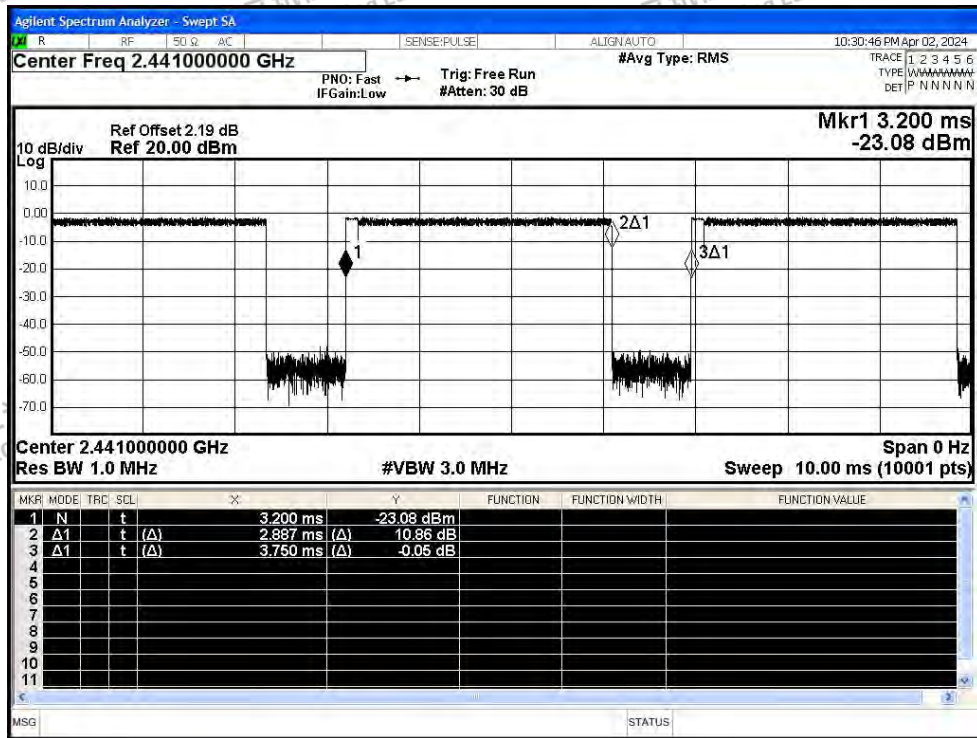 Agilent Spectrum Analyzer - Swept SA
LXI R RF 50 Ω AC SENSE:PULSE ALIGN AUTO 10:30:46 PM Apr 02, 2024
Center Freq 2.441000000 GHz
PNO: Fast
IFGain:Low
Trig: Free Run
#Atten: 30 dB
#Avg Type: RMS
TRACE 1 2 3 4 5 6
TYPE W
DET P N N N N N
Mkr1 3.200 ms
-23.08 dBm
Ref Offset 2.19 dB
10 dB/div Ref 20.00 dBm
Log
10.0
0.00
-10.0
-20.0
-30.0
-40.0
-50.0
-60.0
-70.0
1
2Δ1
3Δ1
Center 2.441000000 GHz Span 0 Hz
Res BW 1.0 MHz #VBW 3.0 MHz Sweep 10.00 ms (10001 pts)
MKR MODE TRC SCL X Y FUNCTION FUNCTION WIDTH FUNCTION VALUE
1 N t 3.200 ms -23.08 dBm
2 Δ1 t (Δ) 2.887 ms (Δ) 10.86 dB
3 Δ1 t (Δ) 3.750 ms (Δ) -0.05 dB
4
5
6
7
8
9
10
11
MSG STATUS